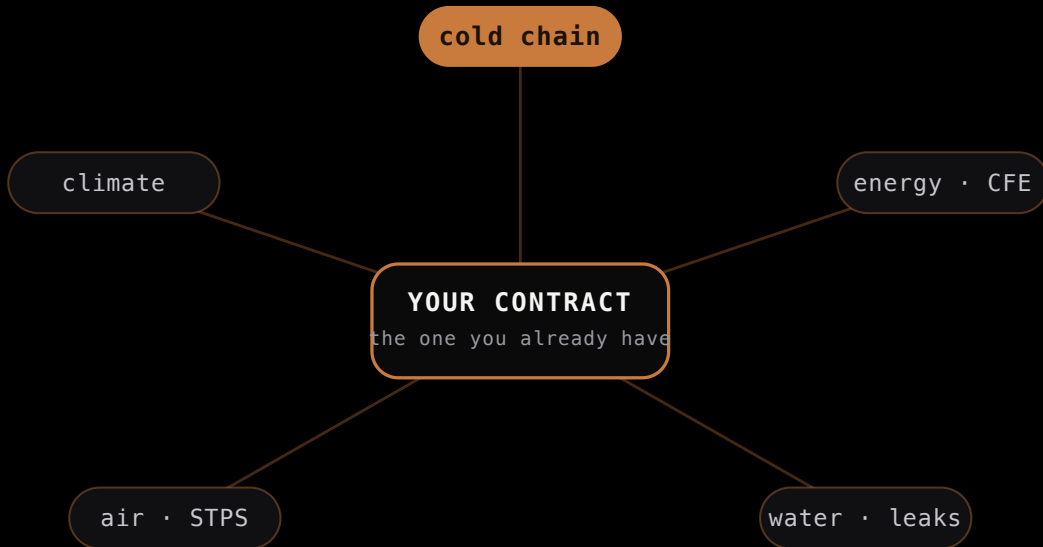 cold chain
climate
energy · CFE
YOUR CONTRACT
the one you already have
air · STPS
water · leaks